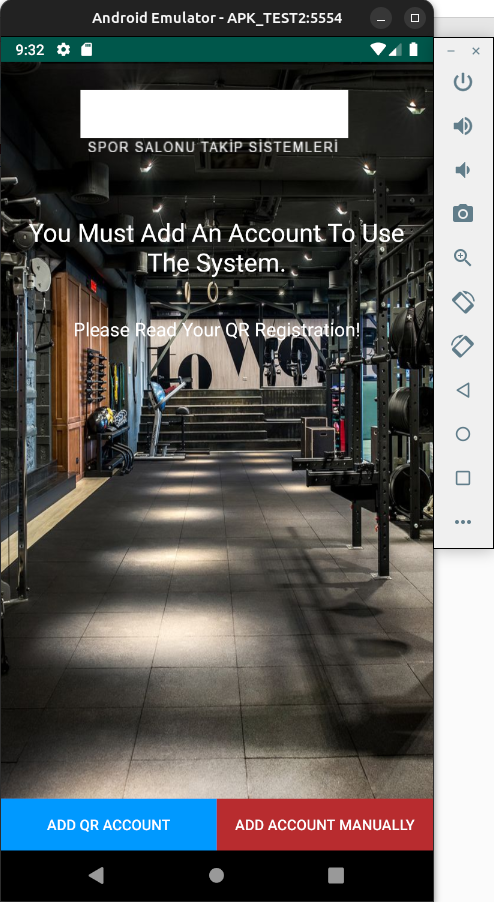 Android Emulator - APK_TEST2:5554
9:32
SPOR SALONU TAKİP SİSTEMLERİ
You Must Add An Account To Use
The System.
Please Read Your QR Registration!
ADD QR ACCOUNT
ADD ACCOUNT MANUALLY